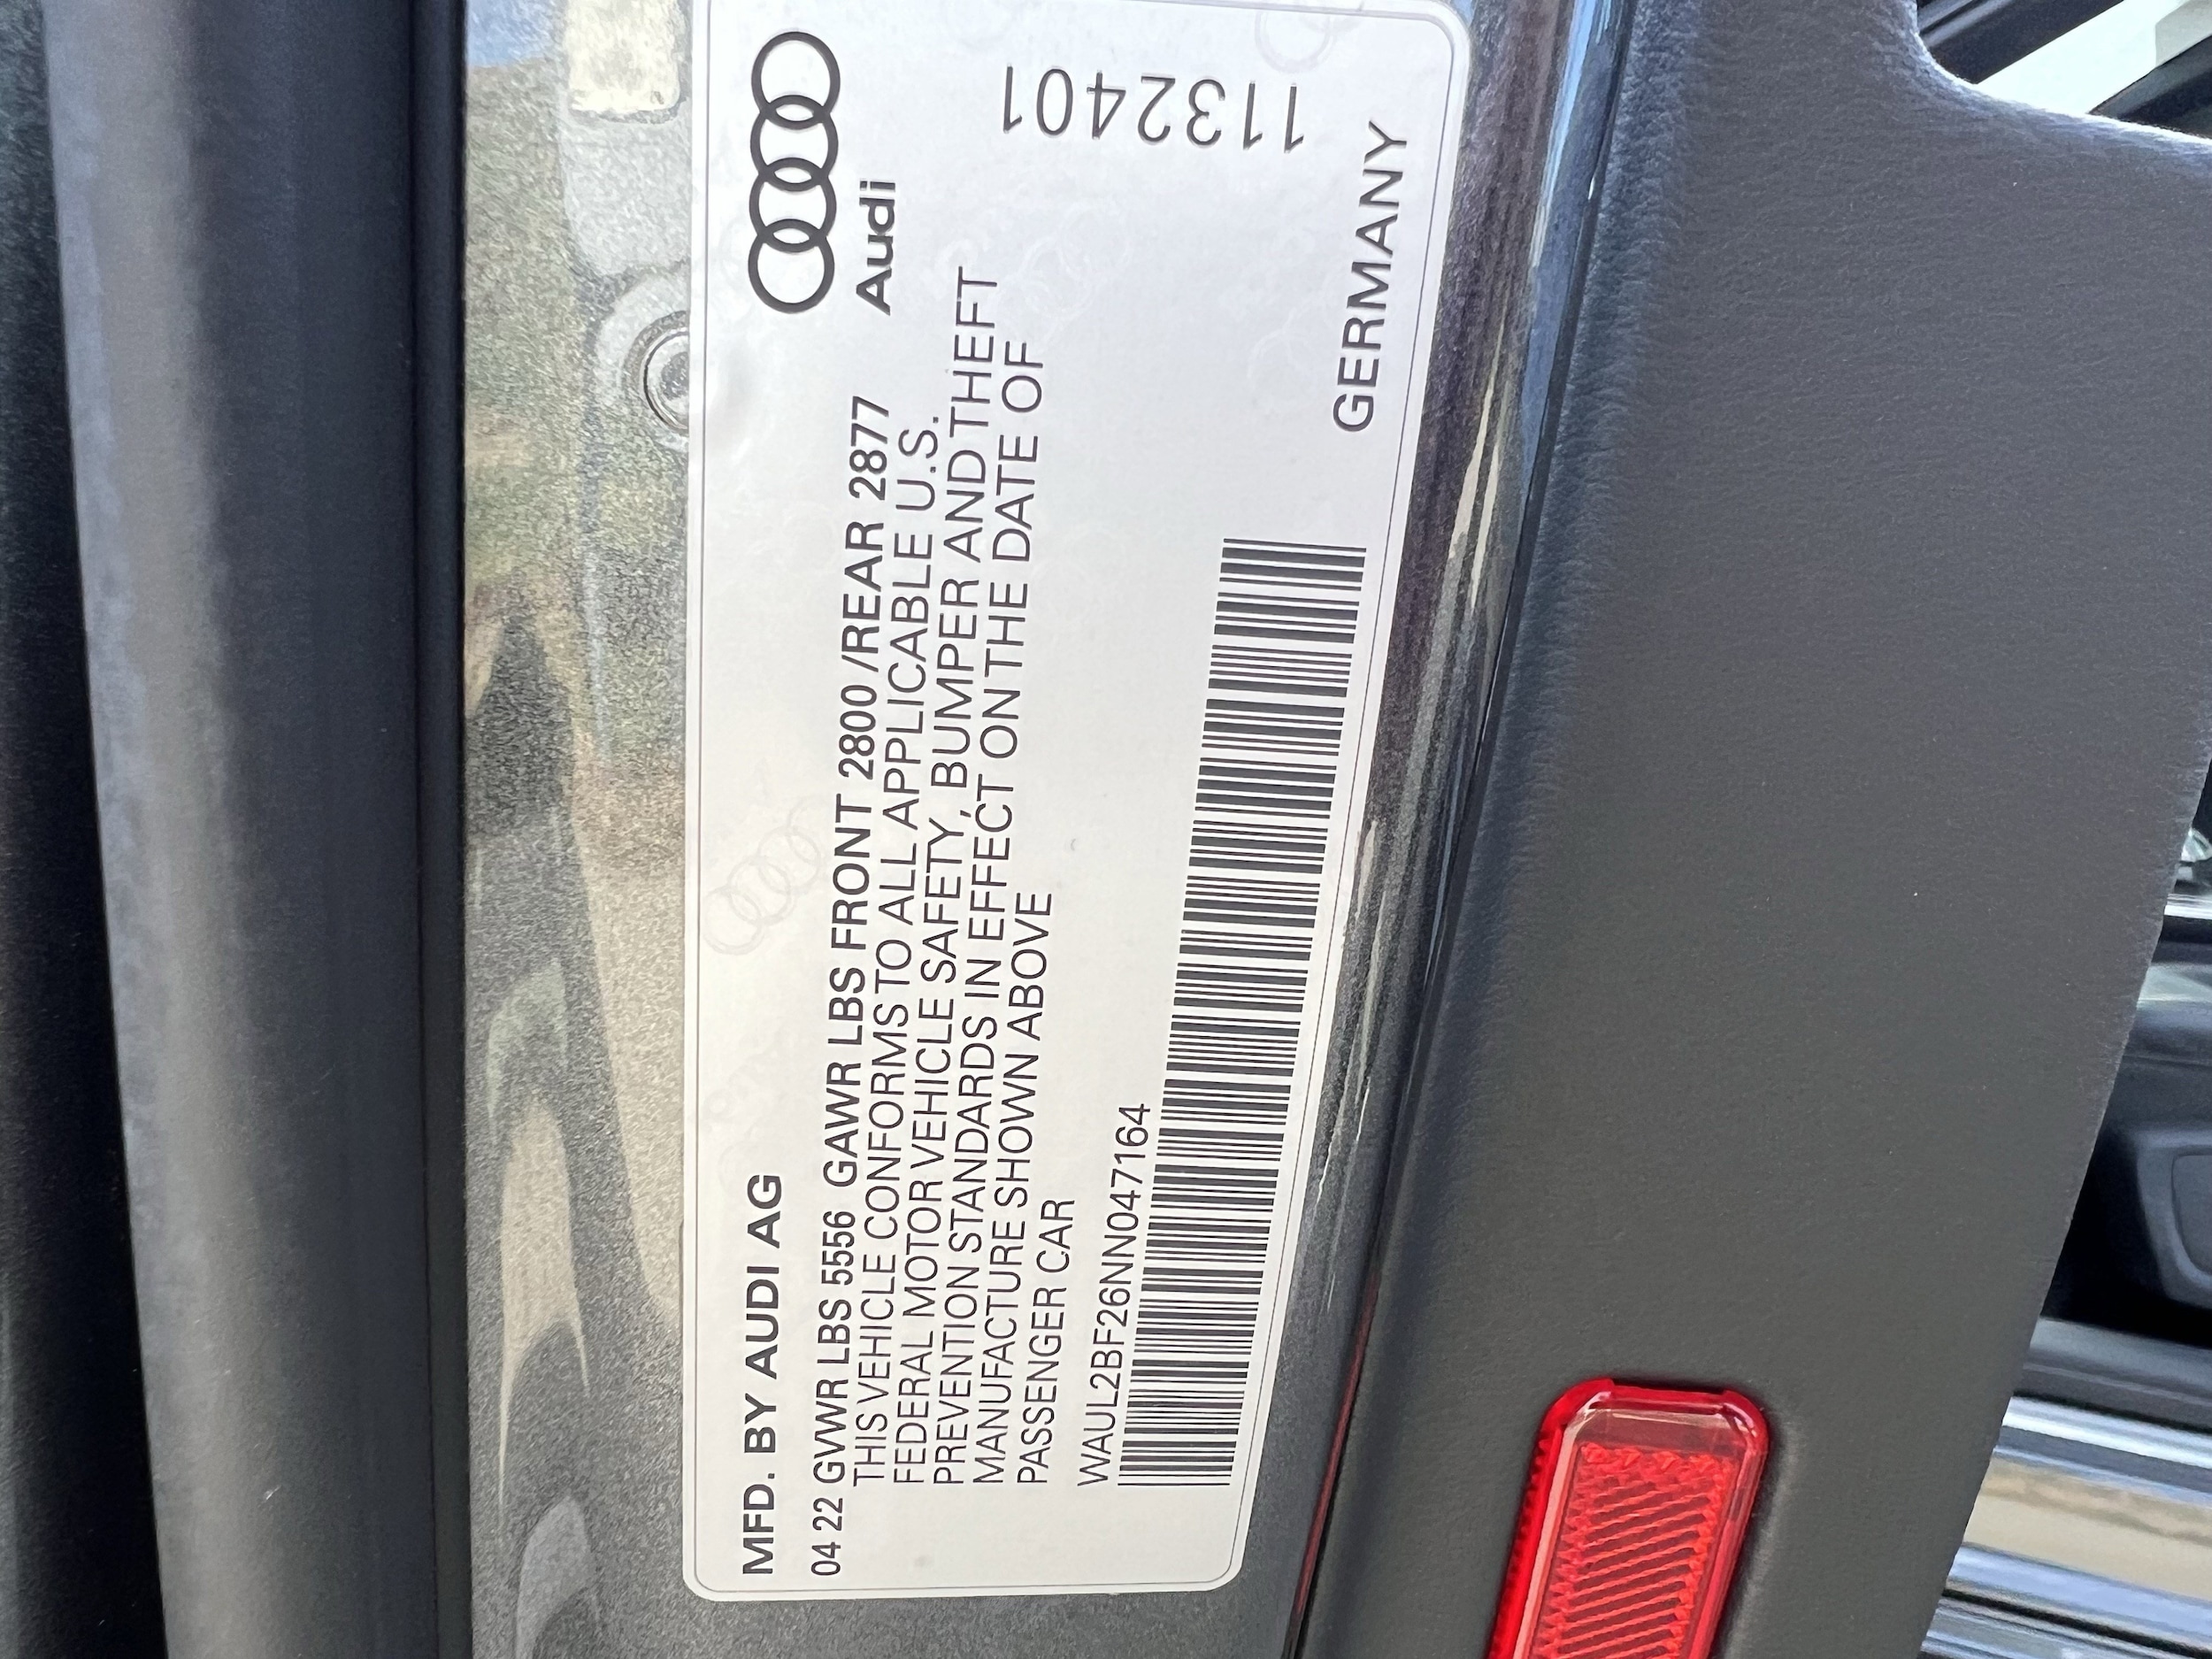 MFD. BY AUDI AG
Audi
04 22 GVWR LBS 5556 GAWR LBS FRONT 2800 /REAR 2877
THIS VEHICLE CONFORMS TO ALL APPLICABLE U.S.
FEDERAL MOTOR VEHICLE SAFETY, BUMPER AND THEFT
PREVENTION STANDARDS IN EFFECT ON THE DATE OF
MANUFACTURE SHOWN ABOVE
PASSENGER CAR
1132401
WAUL2BF26NN047164
GERMANY